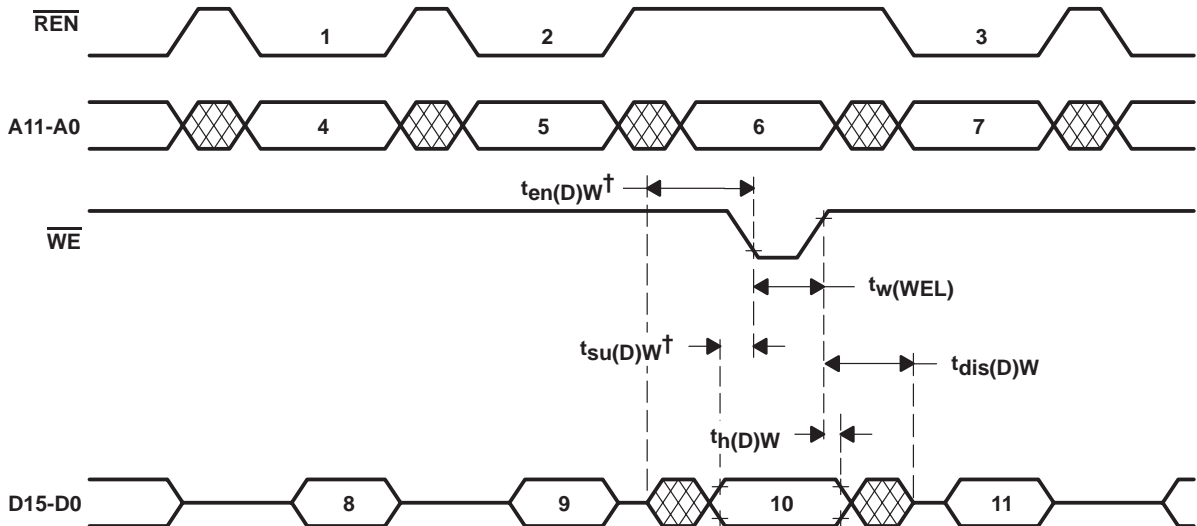 REN
1
2
3
A11-A0
4
5
6
7
ten(D)W†
WE
tw(WEL)
tsu(D)W†
tdis(D)W
th(D)W
D15-D0
8
9
10
11